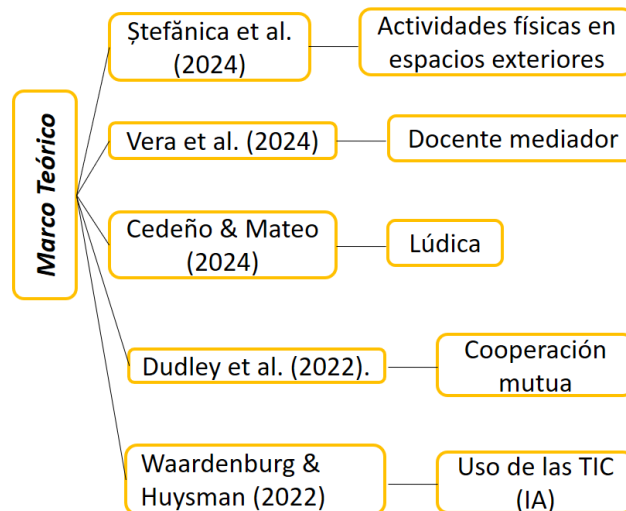 Marco Teórico
Ștefănica et al.
(2024)
Actividades físicas en
espacios exteriores
Vera et al. (2024)
Docente mediador
Cedeño & Mateo
(2024)
Lúdica
Dudley et al. (2022).
Cooperación
mutua
Waardenburg &
Huysman (2022)
Uso de las TIC
(IA)